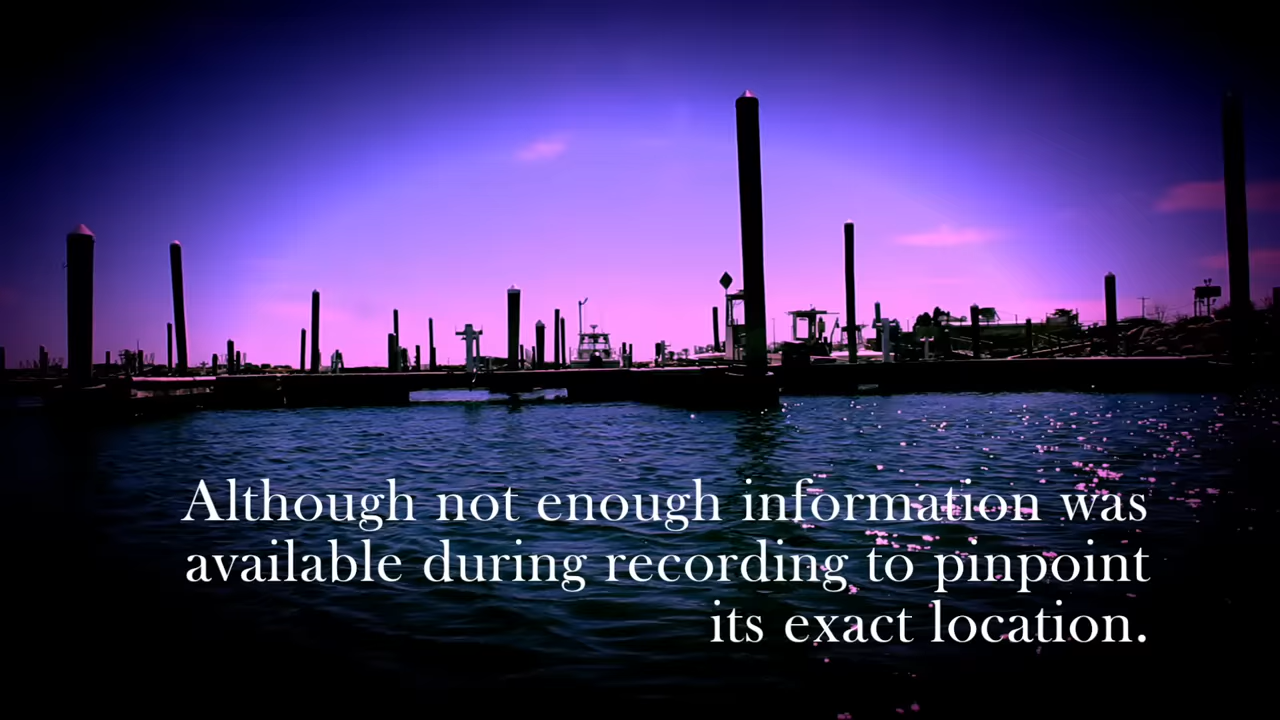 Although not enough information was
available during recording to pinpoint
its exact location.